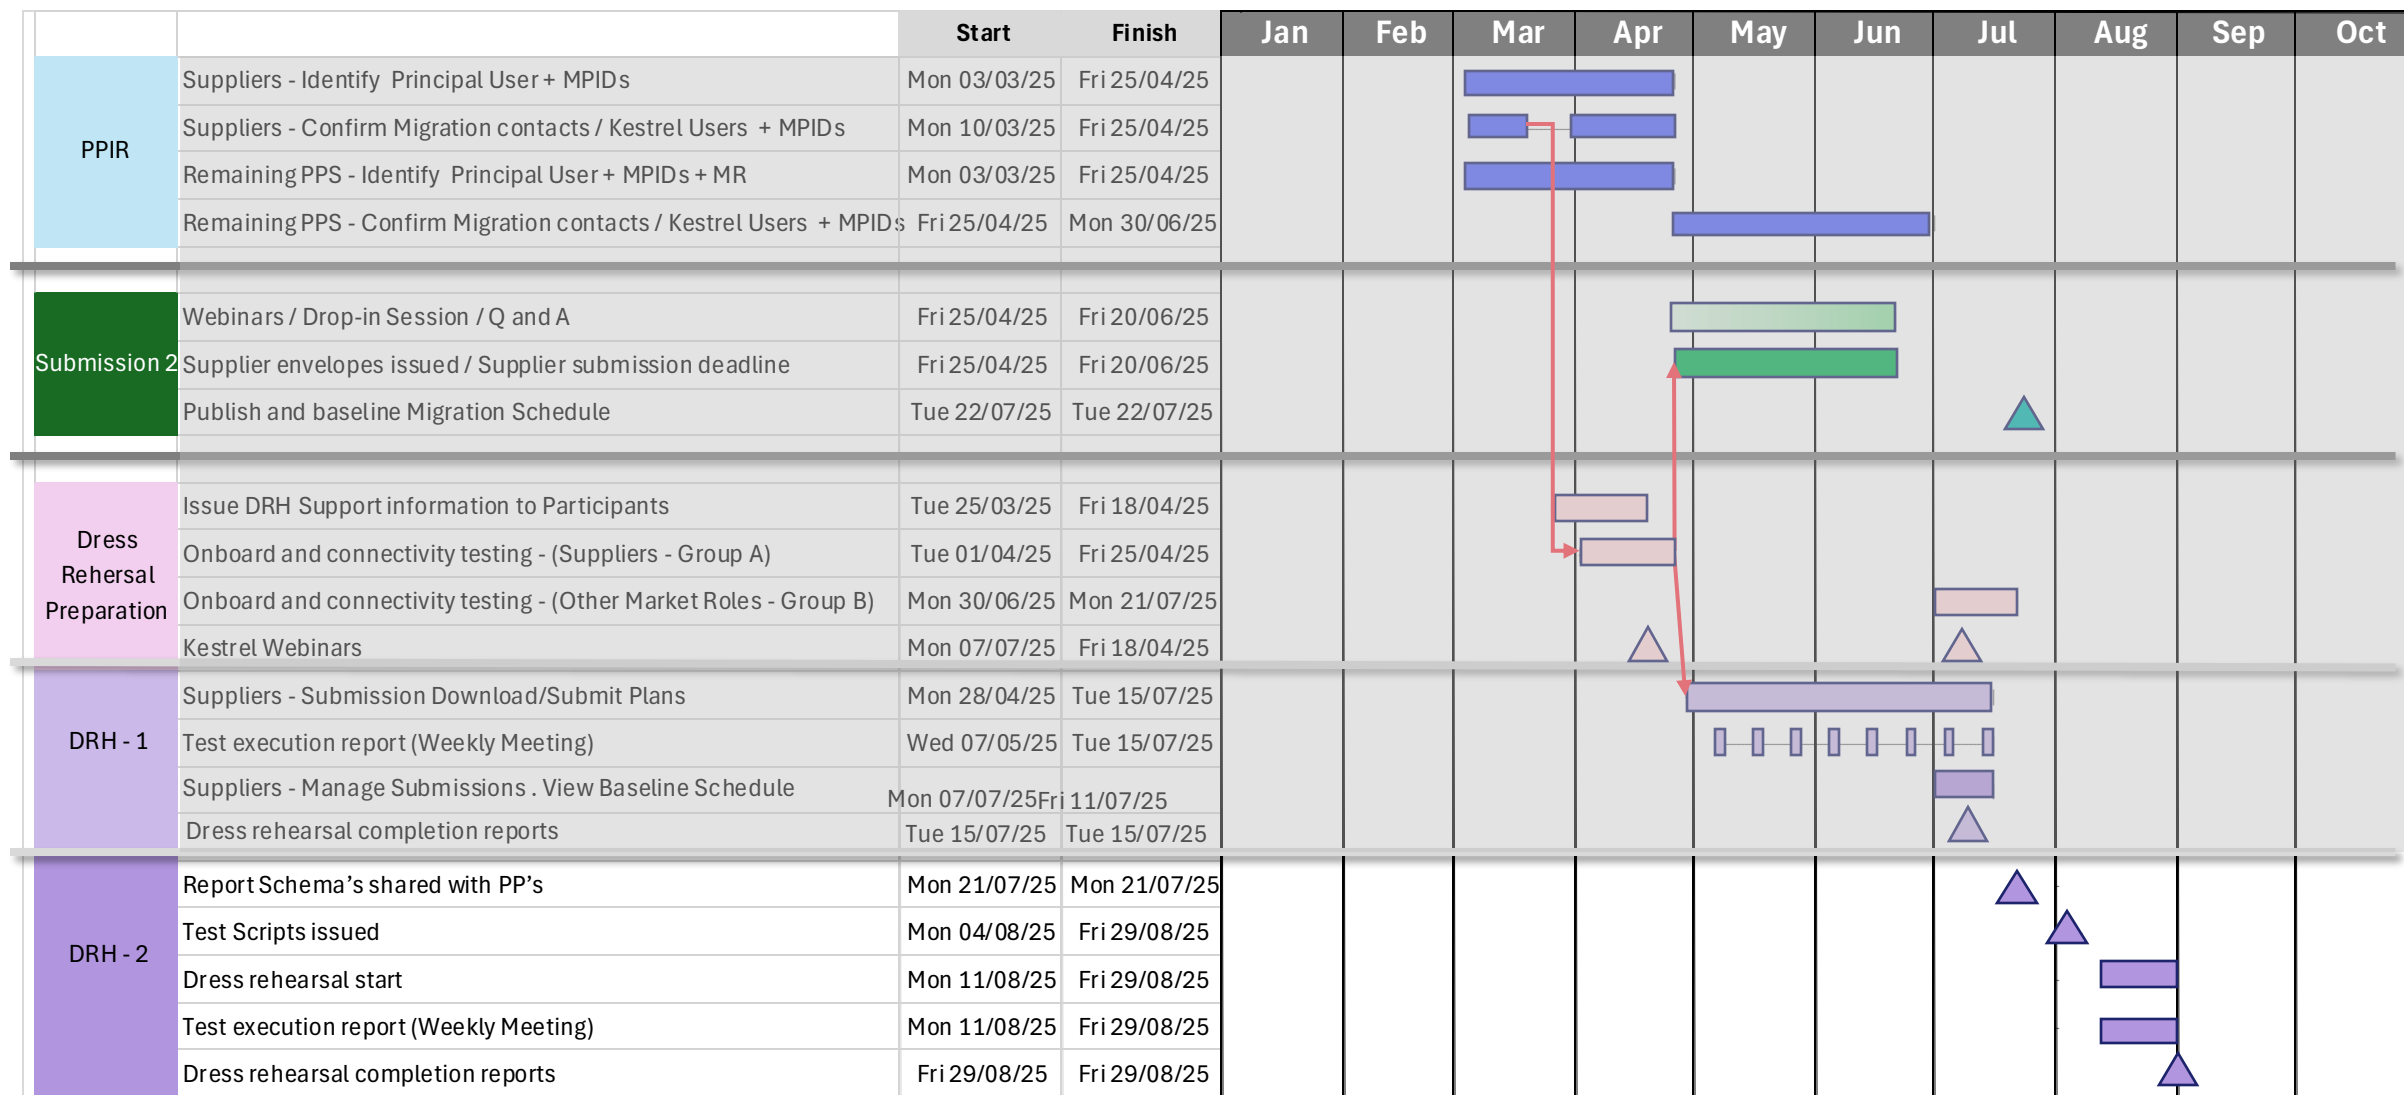 Start Finish Jan Feb Mar Apr May Jun Jul Aug Sep Oct
PPIR
Suppliers - Identify Principal User + MPIDs Mon 03/03/25 Fri 25/04/25
Suppliers - Confirm Migration contacts / Kestrel Users + MPIDs Mon 10/03/25 Fri 25/04/25
Remaining PPS - Identify Principal User + MPIDs + MR Mon 03/03/25 Fri 25/04/25
Remaining PPS - Confirm Migration contacts / Kestrel Users + MPIDs Fri 25/04/25 Mon 30/06/25
Submission 2
Webinars / Drop-in Session / Q and A Fri 25/04/25 Fri 20/06/25
Supplier envelopes issued / Supplier submission deadline Fri 25/04/25 Fri 20/06/25
Publish and baseline Migration Schedule Tue 22/07/25 Tue 22/07/25
Dress
Rehersal
Preparation
Issue DRH Support information to Participants Tue 25/03/25 Fri 18/04/25
Onboard and connectivity testing - (Suppliers - Group A) Tue 01/04/25 Fri 25/04/25
Onboard and connectivity testing - (Other Market Roles - Group B) Mon 30/06/25 Mon 21/07/25
Kestrel Webinars Mon 07/07/25 Fri 18/04/25
DRH - 1
Suppliers - Submission Download/Submit Plans Mon 28/04/25 Tue 15/07/25
Test execution report (Weekly Meeting) Wed 07/05/25 Tue 15/07/25
Suppliers - Manage Submissions . View Baseline Schedule Mon 07/07/25 Fri 11/07/25
Dress rehearsal completion reports Tue 15/07/25 Tue 15/07/25
DRH - 2
Report Schema’s shared with PP’s Mon 21/07/25 Mon 21/07/25
Test Scripts issued Mon 04/08/25 Fri 29/08/25
Dress rehearsal start Mon 11/08/25 Fri 29/08/25
Test execution report (Weekly Meeting) Mon 11/08/25 Fri 29/08/25
Dress rehearsal completion reports Fri 29/08/25 Fri 29/08/25